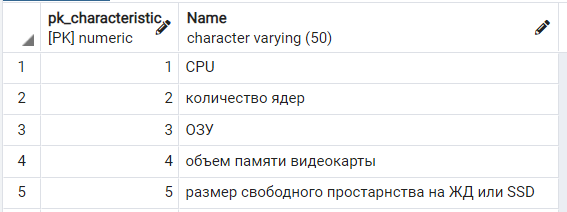 pk_characteristic Name
[PK] numeric character varying (50)
1 1 CPU
2 2 количество ядер
3 3 ОЗУ
4 4 объем памяти видеокарты
5 5 размер свободного простарнства на ЖД или SSD